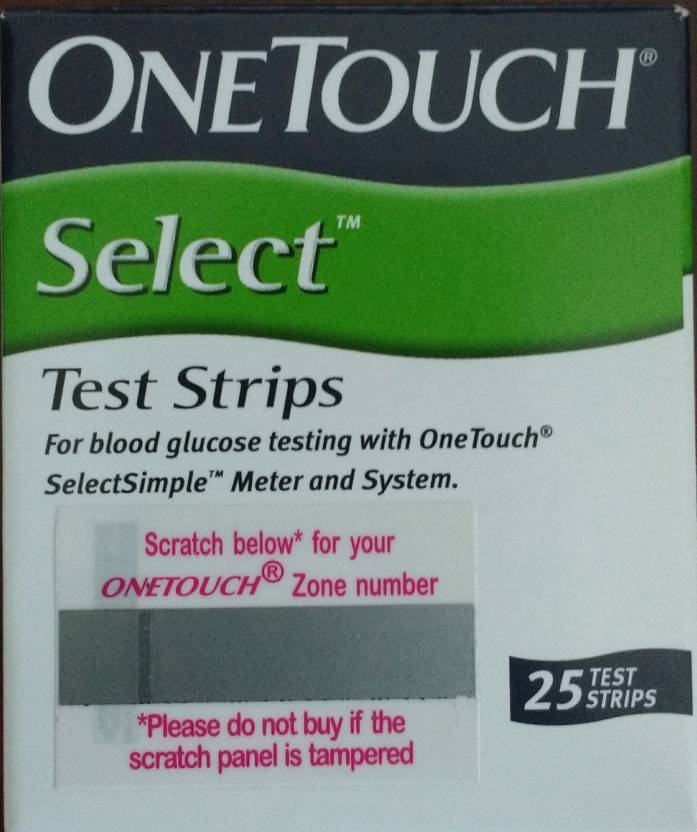 ONETOUCH®
Select™
Test Strips
For blood glucose testing with OneTouch®
SelectSimple™ Meter and System.
Scratch below* for your
ONETOUCH® Zone number
*Please do not buy if the
scratch panel is tampered
25 TEST
STRIPS